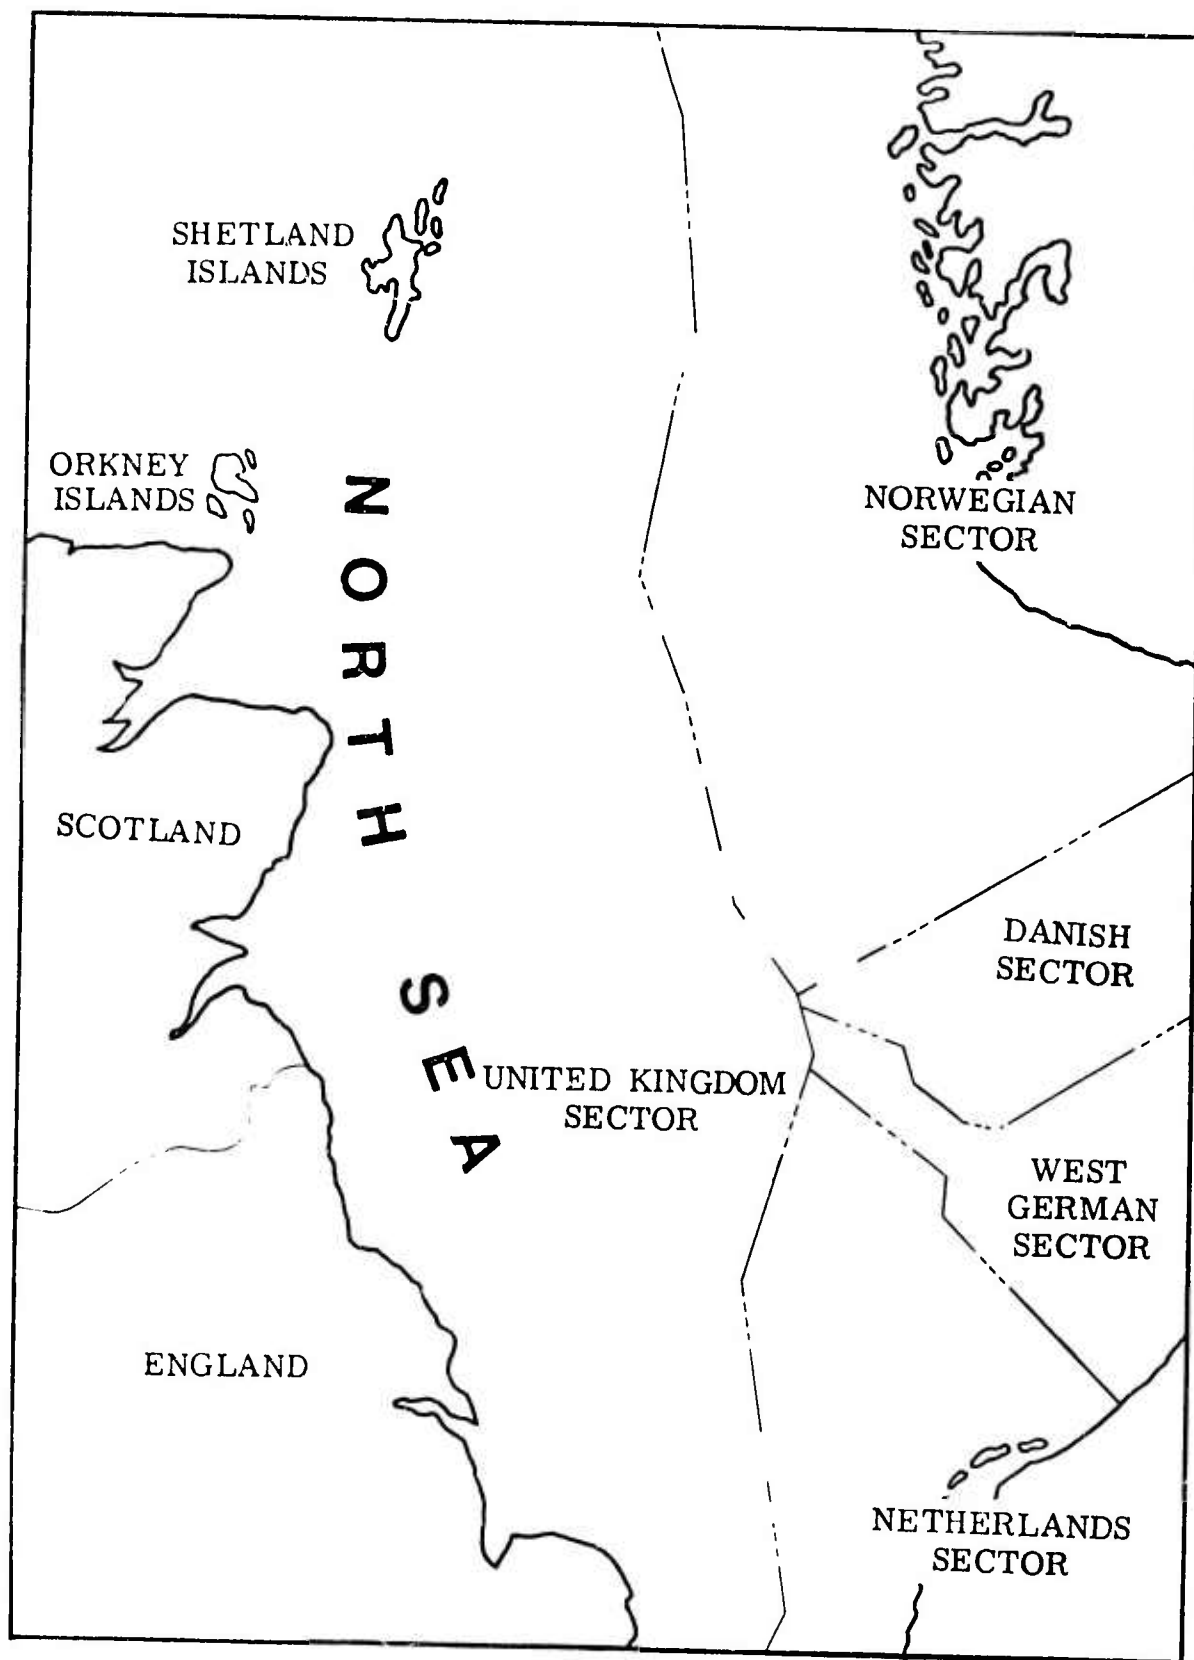 SHETLAND
ISLANDS
ORKNEY
ISLANDS
NORTH SEA
NORWEGIAN
SECTOR
SCOTLAND
DANISH
SECTOR
UNITED KINGDOM
SECTOR
WEST
GERMAN
SECTOR
ENGLAND
NETHERLANDS
SECTOR